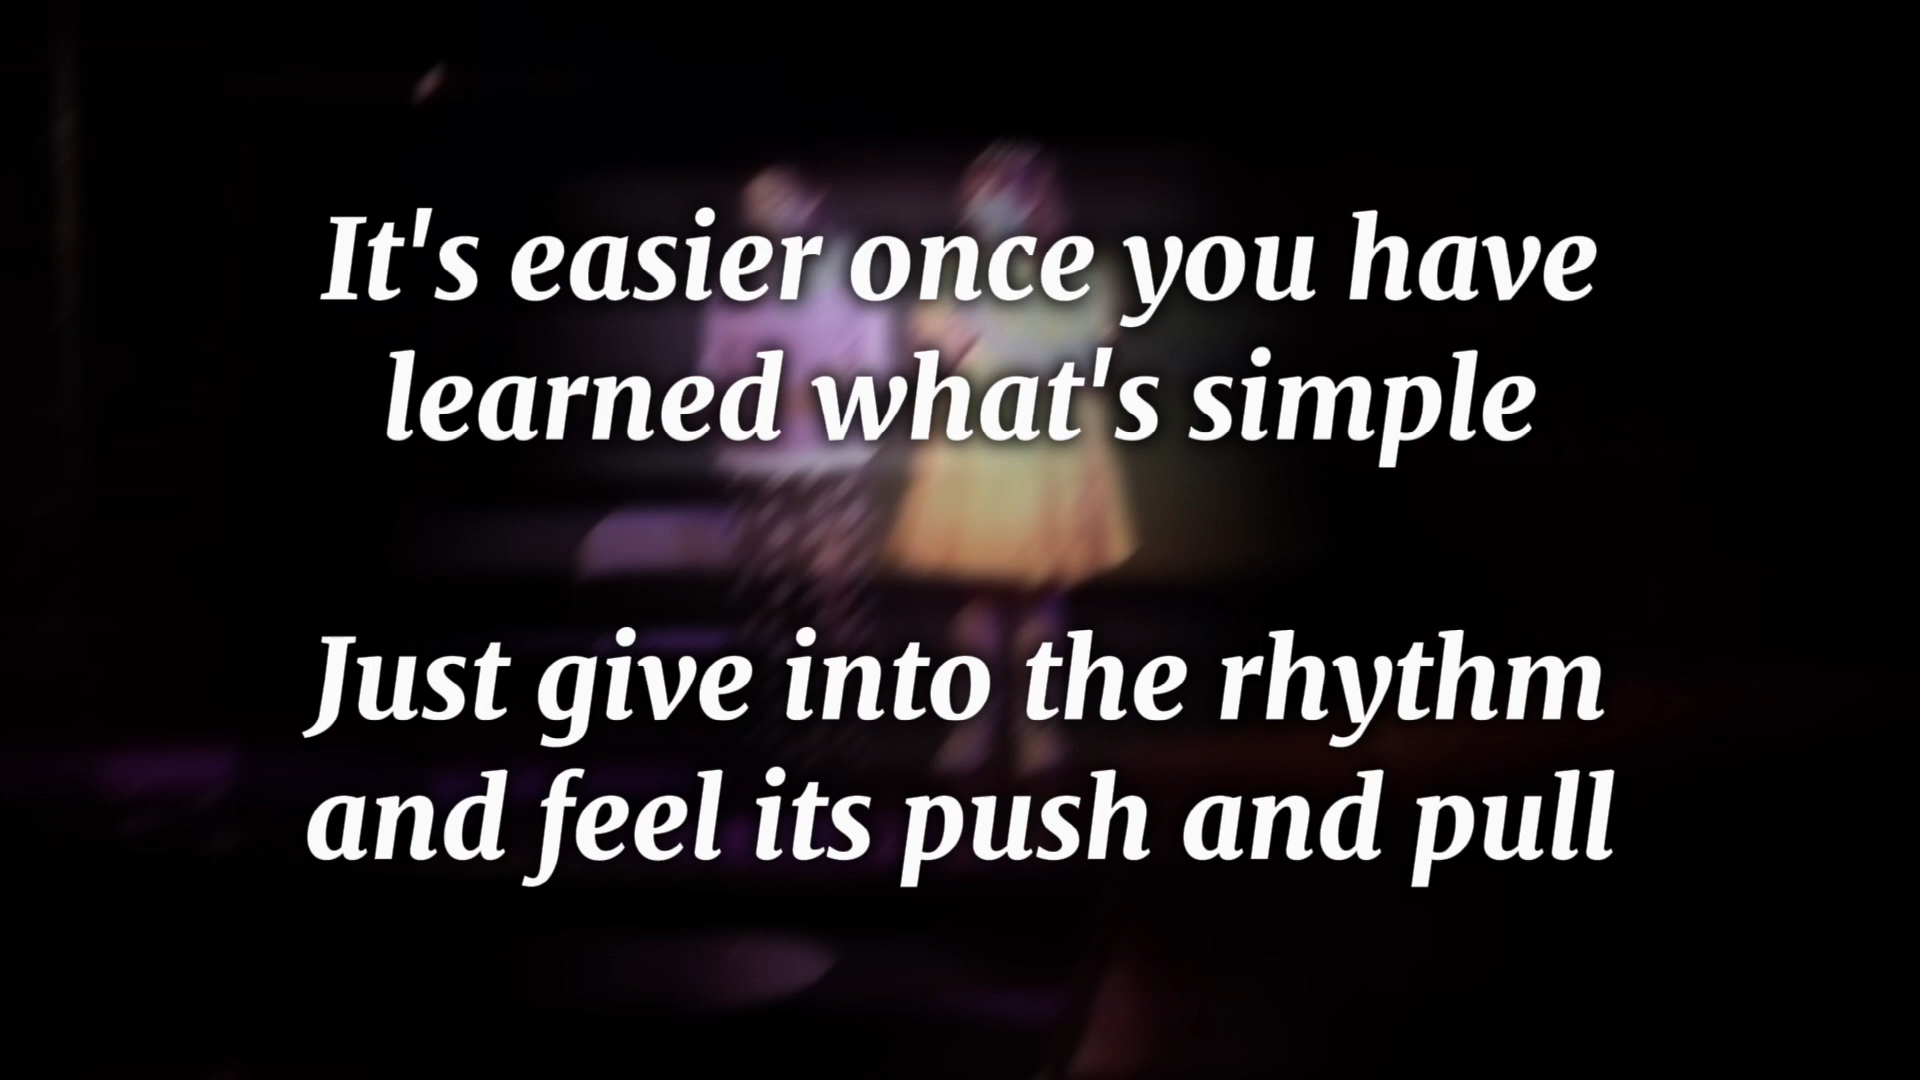 It's easier once you have
learned what's simple
Just give into the rhythm
and feel its push and pull